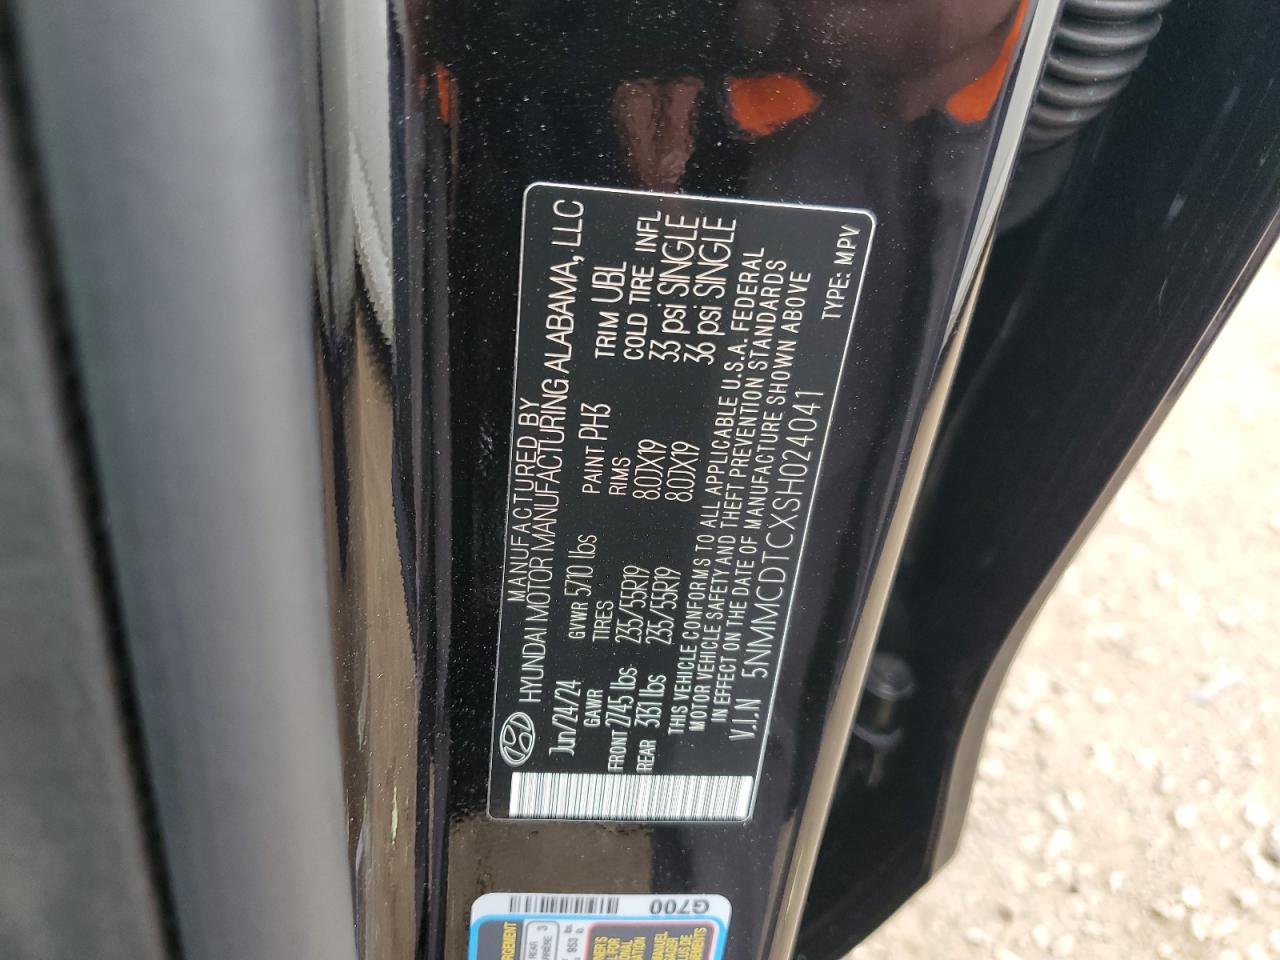 MANUFACTURED BY
HYUNDAI MOTOR MANUFACTURING ALABAMA, LLC
Jun/24/24 GVWR 5710 lbs PAINT PH3 TRIM UBL
GAWR TIRES RIMS COLD TIRE INFL
FRONT 2745 lbs 235/55R19 8.0JX19 33 psi SINGLE
REAR 3131 lbs 235/55R19 8.0JX19 36 psi SINGLE
THIS VEHICLE CONFORMS TO ALL APPLICABLE U.S.A. FEDERAL
MOTOR VEHICLE SAFETY AND THEFT PREVENTION STANDARDS
IN EFFECT ON THE DATE OF MANUFACTURE SHOWN ABOVE
V.I.N 5NMMCDTCXSH024041 TYPE: MPV
G700
REAR 3
853